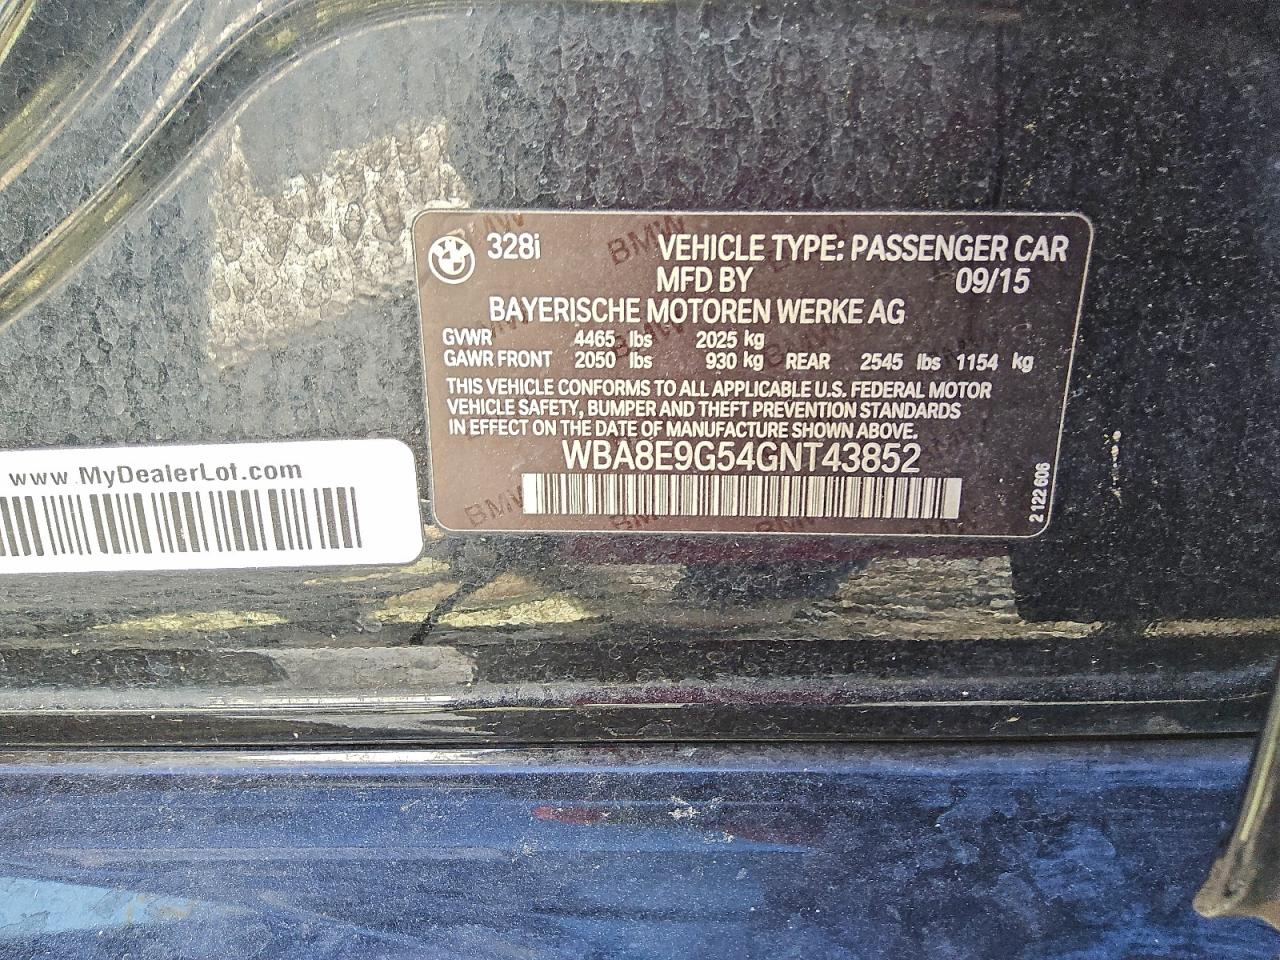 328i VEHICLE TYPE: PASSENGER CAR
MFD BY 09/15
BAYERISCHE MOTOREN WERKE AG
GVWR 4465 lbs 2025 kg
GAWR FRONT 2050 lbs 930 kg REAR 2545 lbs 1154 kg
THIS VEHICLE CONFORMS TO ALL APPLICABLE U.S. FEDERAL MOTOR
VEHICLE SAFETY, BUMPER AND THEFT PREVENTION STANDARDS
IN EFFECT ON THE DATE OF MANUFACTURE SHOWN ABOVE.
WBA8E9G54GNT43852
2 122 606
www.MyDealerLot.com